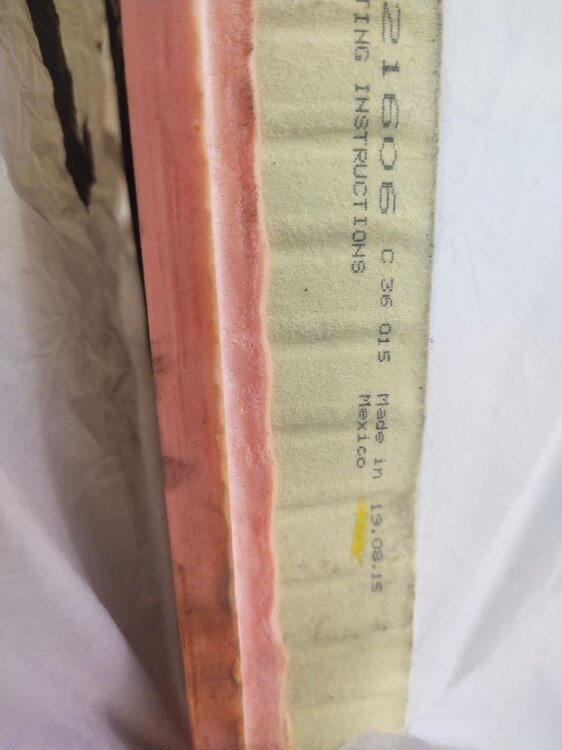 21606 C 36 015 Made in 19.08.15
TING INSTRUCTIONS Mexico